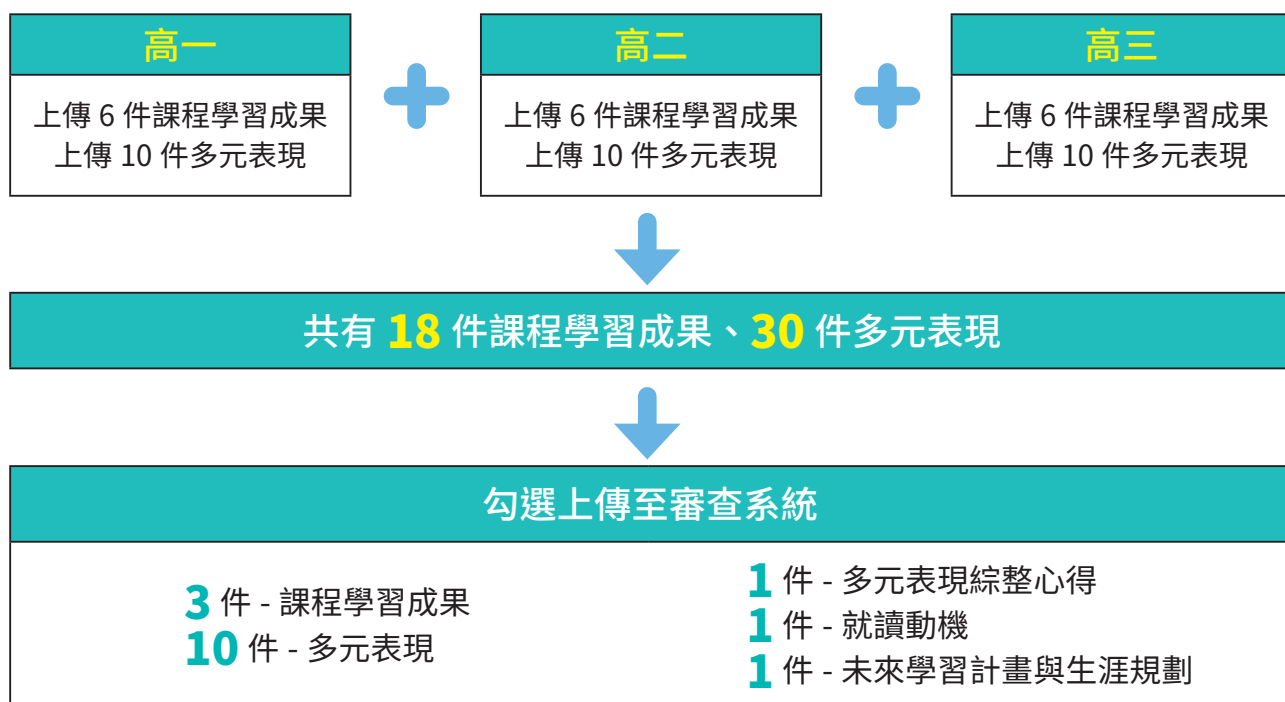 高一
上傳 6 件課程學習成果
上傳 10 件多元表現
高二
上傳 6 件課程學習成果
上傳 10 件多元表現
高三
上傳 6 件課程學習成果
上傳 10 件多元表現
共有 18 件課程學習成果、30 件多元表現
勾選上傳至審查系統
3 件 - 課程學習成果
10 件 - 多元表現
1 件 - 多元表現綜整心得
1 件 - 就讀動機
1 件 - 未來學習計畫與生涯規劃